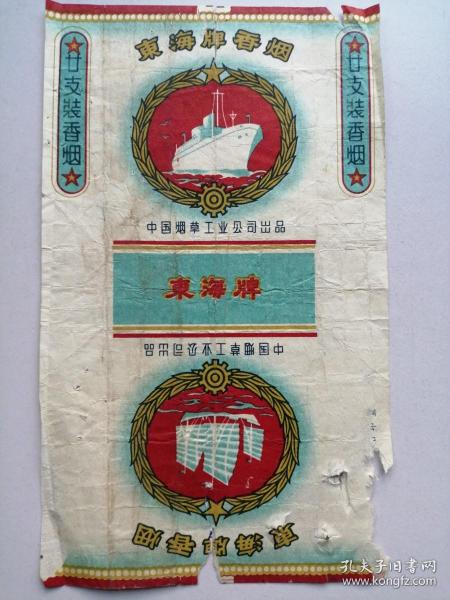 東海牌香烟
廿支裝香烟
廿支裝香烟
中国烟草工业公司出品
東海牌
中国烟草工业公司出品
東海牌香烟
孔夫子旧书网
www.kongfz.com